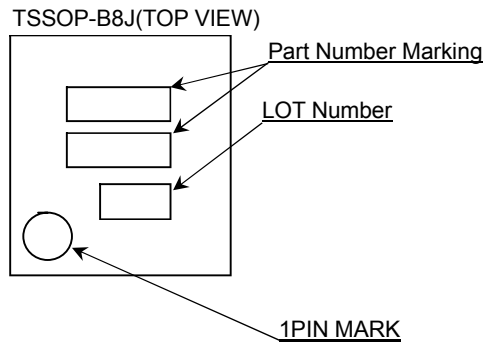 TSSOP-B8J(TOP VIEW)
Part Number Marking
LOT Number
1PIN MARK